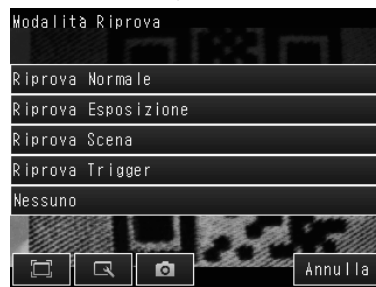 Modalità Riprova
Riprova Normale
Riprova Esposizione
Riprova Scena
Riprova Trigger
Nessuno
Annulla